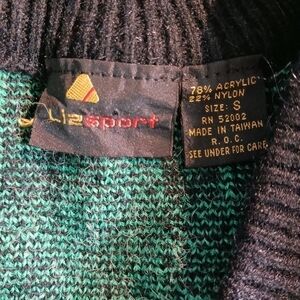 Lizsport
78% ACRYLIC
22% NYLON
SIZE: S
RN 52002
MADE IN TAIWAN
R.O.C.
SEE UNDER FOR CARE